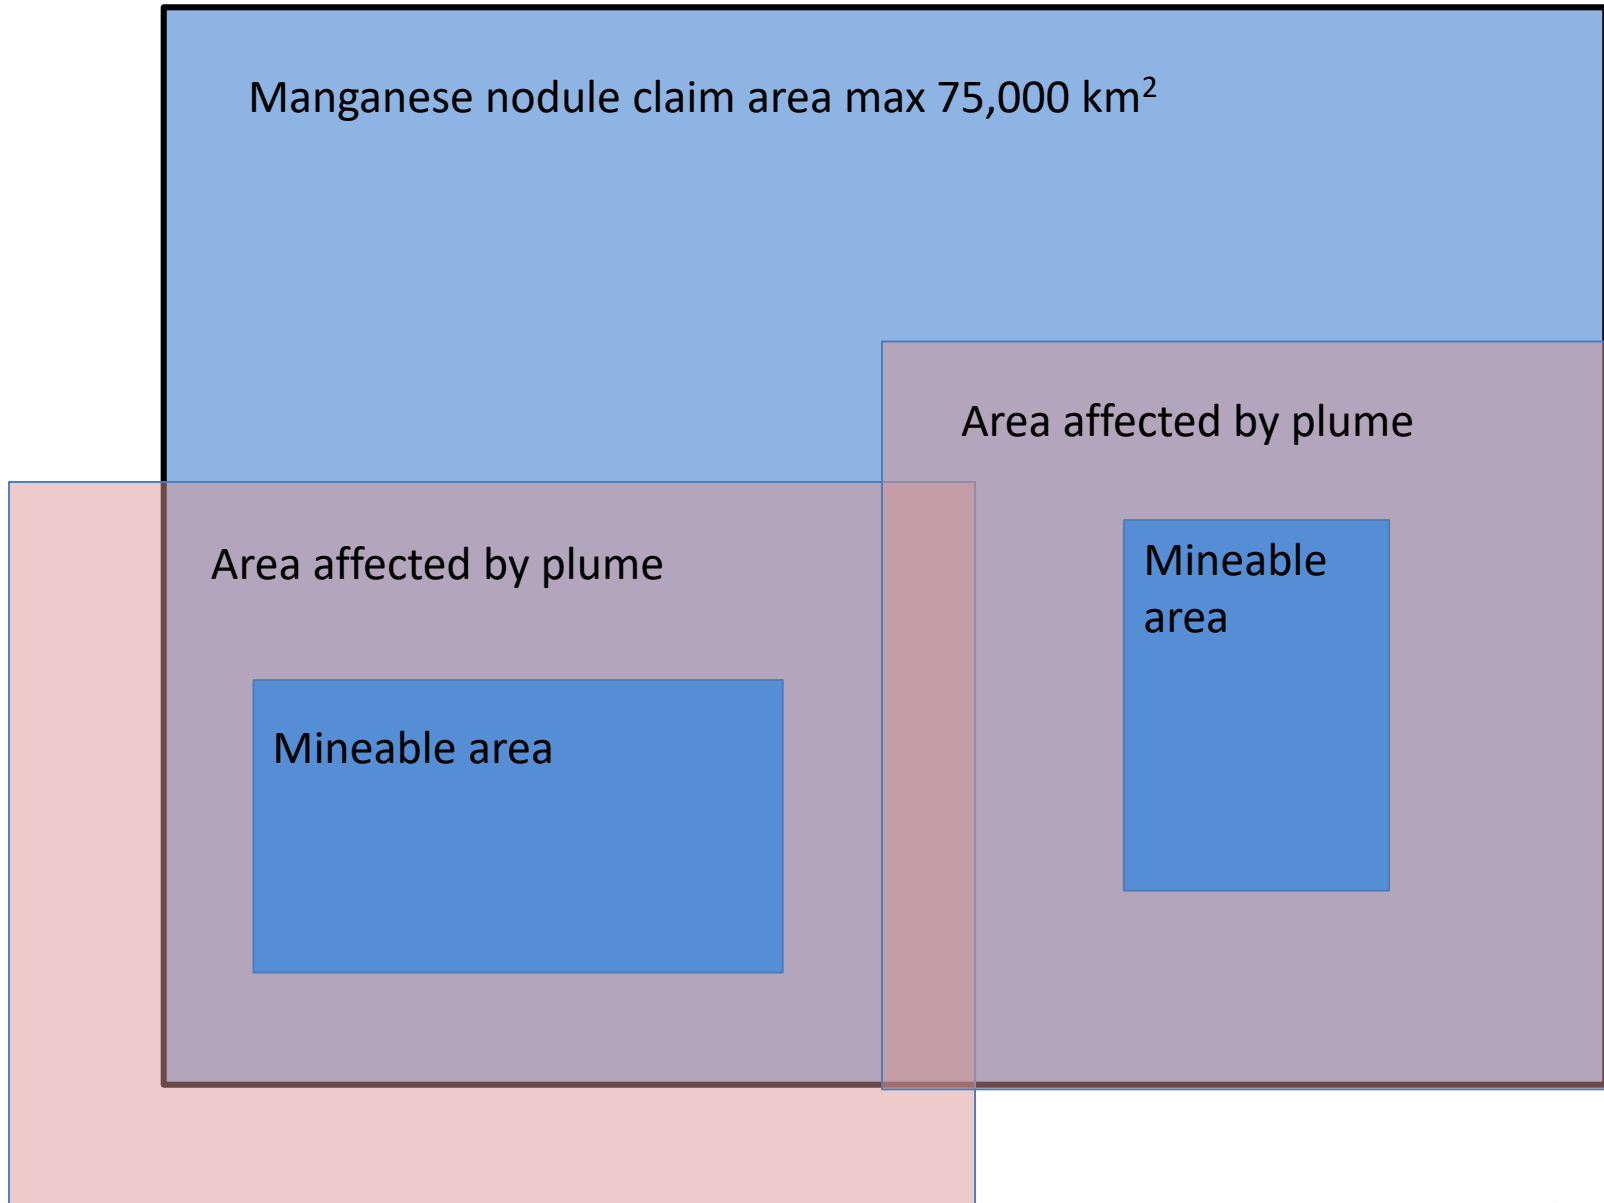 Manganese nodule claim area max 75,000 km²
Area affected by plume
Area affected by plume
Mineable
area
Mineable area